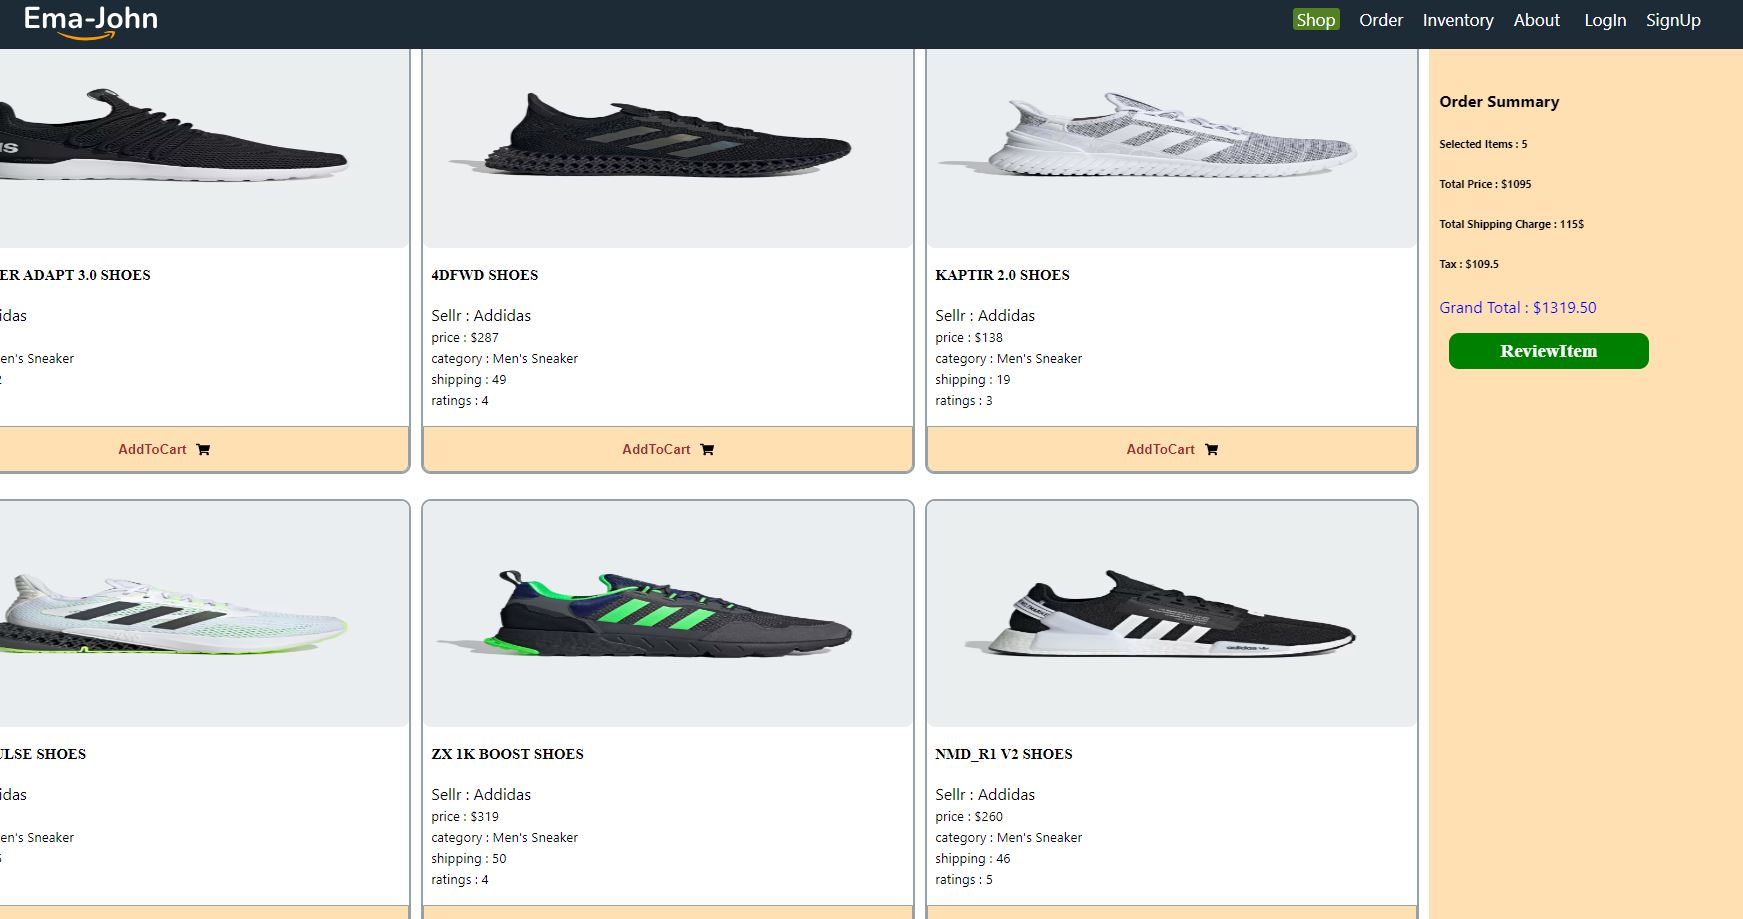 Ema-John
Shop Order Inventory About LogIn SignUp
ER ADAPT 3.0 SHOES
idas
en's Sneaker
2
AddToCart
4DFWD SHOES
Sellr : Addidas
price : $287
category : Men's Sneaker
shipping : 49
ratings : 4
AddToCart
KAPTIR 2.0 SHOES
Sellr : Addidas
price : $138
category : Men's Sneaker
shipping : 19
ratings : 3
AddToCart
ULSE SHOES
idas
en's Sneaker
ZX 1K BOOST SHOES
Sellr : Addidas
price : $319
category : Men's Sneaker
shipping : 50
ratings : 4
adidas
NMD_R1 V2 SHOES
Sellr : Addidas
price : $260
category : Men's Sneaker
shipping : 46
ratings : 5
Order Summary
Selected Items : 5
Total Price : $1095
Total Shipping Charge : 115$
Tax : $109.5
Grand Total : $1319.50
ReviewItem